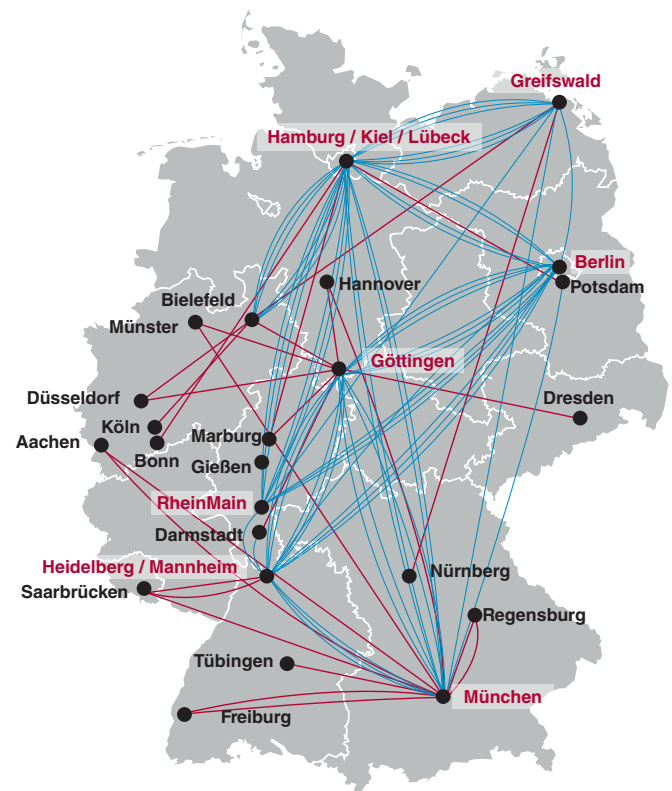 Greifswald
Hamburg / Kiel / Lübeck
Berlin
Hannover
Potsdam
Bielefeld
Münster
Göttingen
Düsseldorf
Dresden
Köln
Aachen
Marburg
Bonn
Gießen
RheinMain
Darmstadt
Heidelberg / Mannheim
Nürnberg
Saarbrücken
Regensburg
Tübingen
München
Freiburg